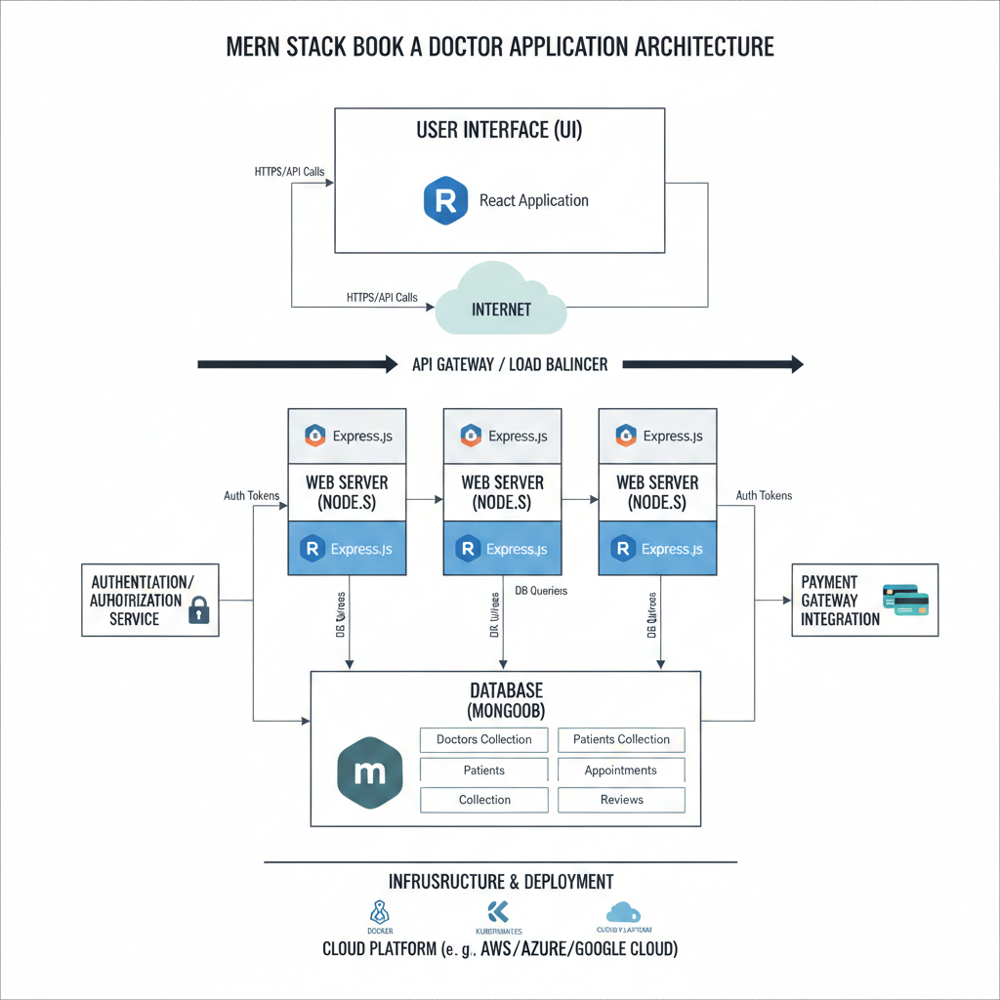 MERN STACK BOOK A DOCTOR APPLICATION ARCHITECTURE
USER INTERFACE (UI)
HTTPS/API Calls
R React Application
HTTPS/API Calls
INTERNET
API GATEWAY / LOAD BALINCER
Express.js
Express.js
Express.js
WEB SERVER
(NODE.S)
WEB SERVER
(NODE.S)
WEB SERVER
(NODE.S)
Auth Tokens
Auth Tokens
R Express.js
R Express.js
R Express.js
AUTHENTIATION/
AUHOTRIZATION
SERVICE
PAYMENT
GATEWAY
INTEGRATION
DB
DB Queriers
DB
DATABASE
(MONGOOB)
m
Doctors Collection
Patients Collection
Patients
Appointments
Collection
Reviews
INFRUSRUCTURE & DEPLOYMENT
DOCKER
CLOUD PLATFORM (e. g., AWS/AZURE/GOOGLE CLOUD)